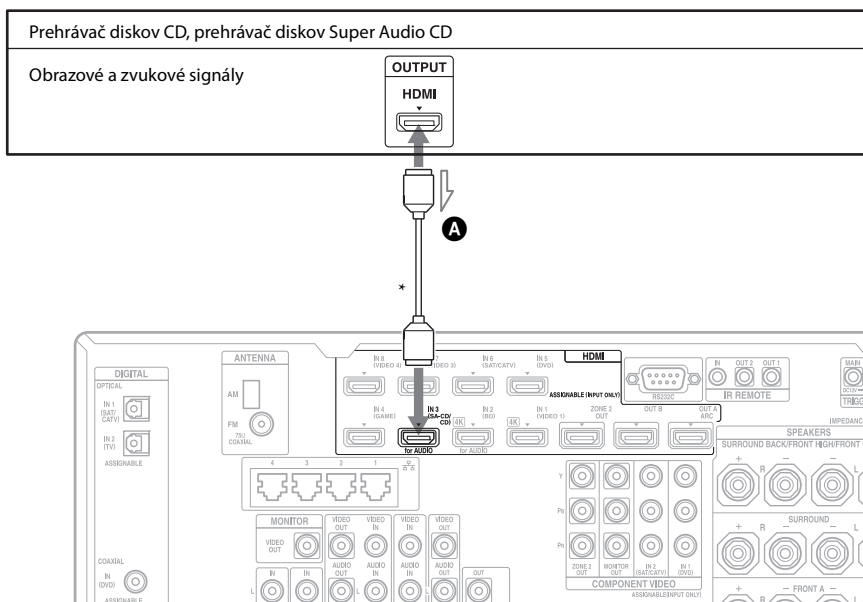 Prehrávač diskov CD, prehrávač diskov Super Audio CD
Obrazové a zvukové signály
OUTPUT
HDMI
A
*
DIGITAL
OPTICAL
IN 1
(SAT/
CATV)
IN 2
(TV)
ASSIGNABLE
COAXIAL
IN
(DVD)
ASSIGNABLE
ANTENNA
AM
FM
75Ω
COAXIAL
IN 8
(VIDEO 4)
IN 6
(SAT/CATV)
IN 5
(DVD)
HDMI
ASSIGNABLE (INPUT ONLY)
IN 4
(GAME)
IN 3
(SA-CD/
CD)
for AUDIO
4K
IN 2
(BD)
for AUDIO
4K
IN 1
(VIDEO 1)
ZONE 2
OUT
OUT B
OUT A
ARC
RS232C
IN
OUT 2
OUT 1
IR REMOTE
MAIN
DC12V
4
3
2
1
MONITOR
VIDEO
OUT
VIDEO
OUT
VIDEO
IN
VIDEO
IN
VIDEO
OUT
AUDIO
OUT
AUDIO
IN
AUDIO
IN
AUDIO
OUT
IN
IN
OUT
L
L
L
Y
PB
PR
ZONE 2
OUT
MONITOR
OUT
IN 2
(SAT/CATV)
IN 1
(DVD)
COMPONENT VIDEO
ASSIGNABLE(INPUT ONLY)
SPEAKERS
SURROUND BACK/FRONT HIGH/FRONT
+
R
−
−
L
SURROUND
+
R
−
−
L
FRONT A
+
R
−
−
L